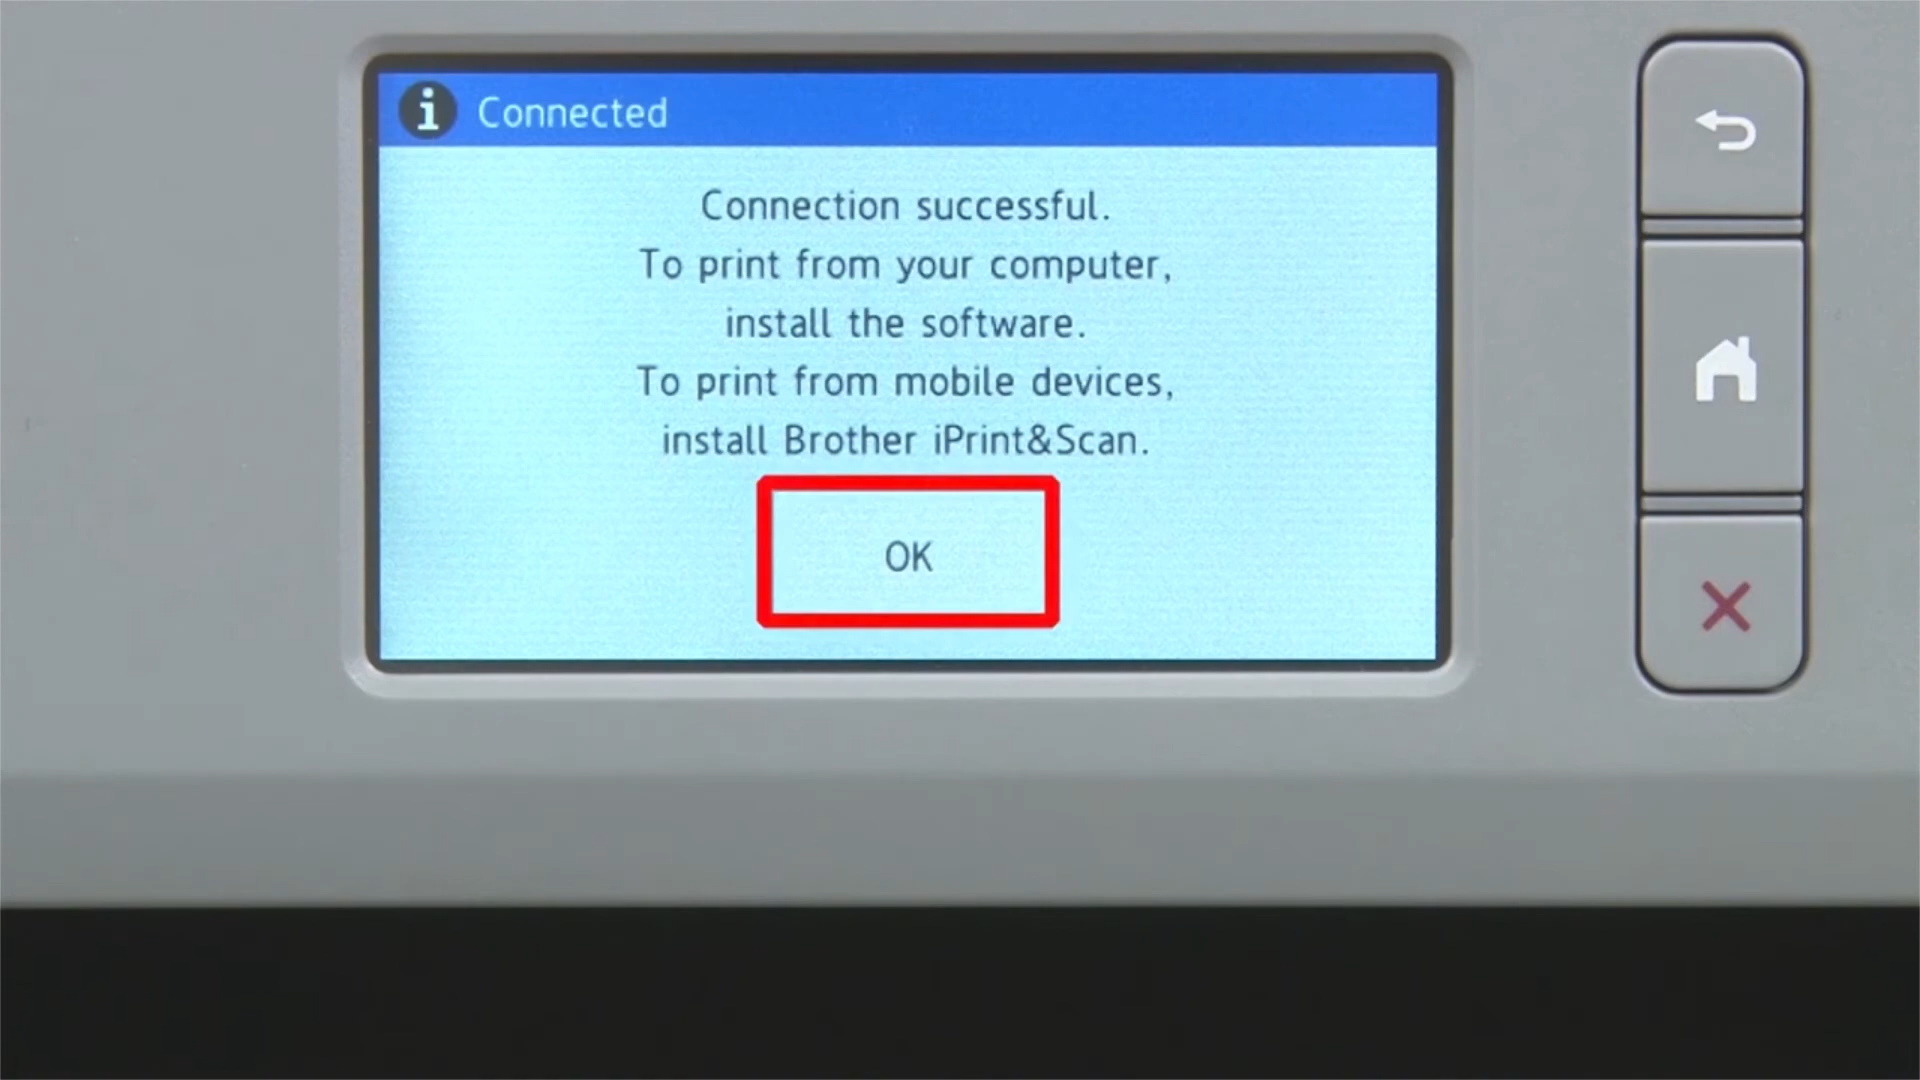 Connected
Connection successful.
To print from your computer,
install the software.
To print from mobile devices,
install Brother iPrint&Scan.
OK